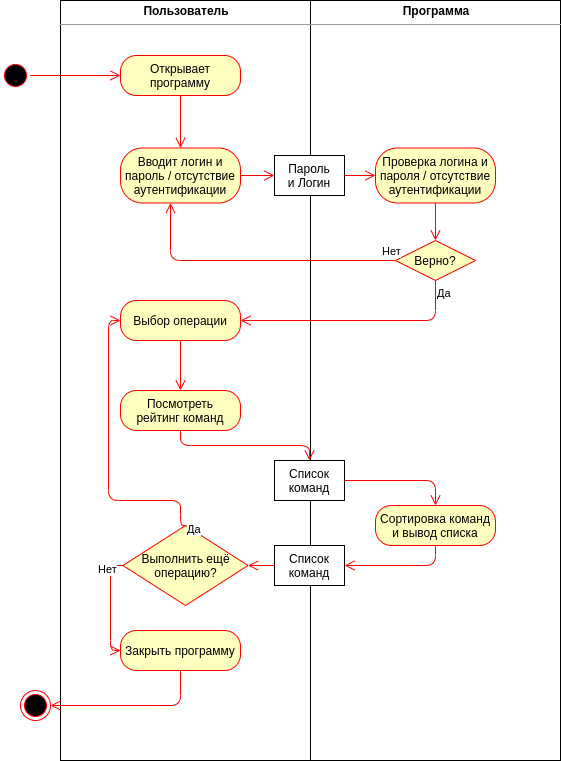 Пользователь
Программа
Открывает
программу
Вводит логин и
пароль / отсутствие
аутентификации
Пароль
и Логин
Проверка логина и
пароля / отсутствие
аутентификации
Нет
Верно?
Да
Выбор операции
Посмотреть
рейтинг команд
Список
команд
Сортировка команд
и вывод списка
Да
Выполнить ещё
операцию?
Список
команд
Нет
Закрыть программу